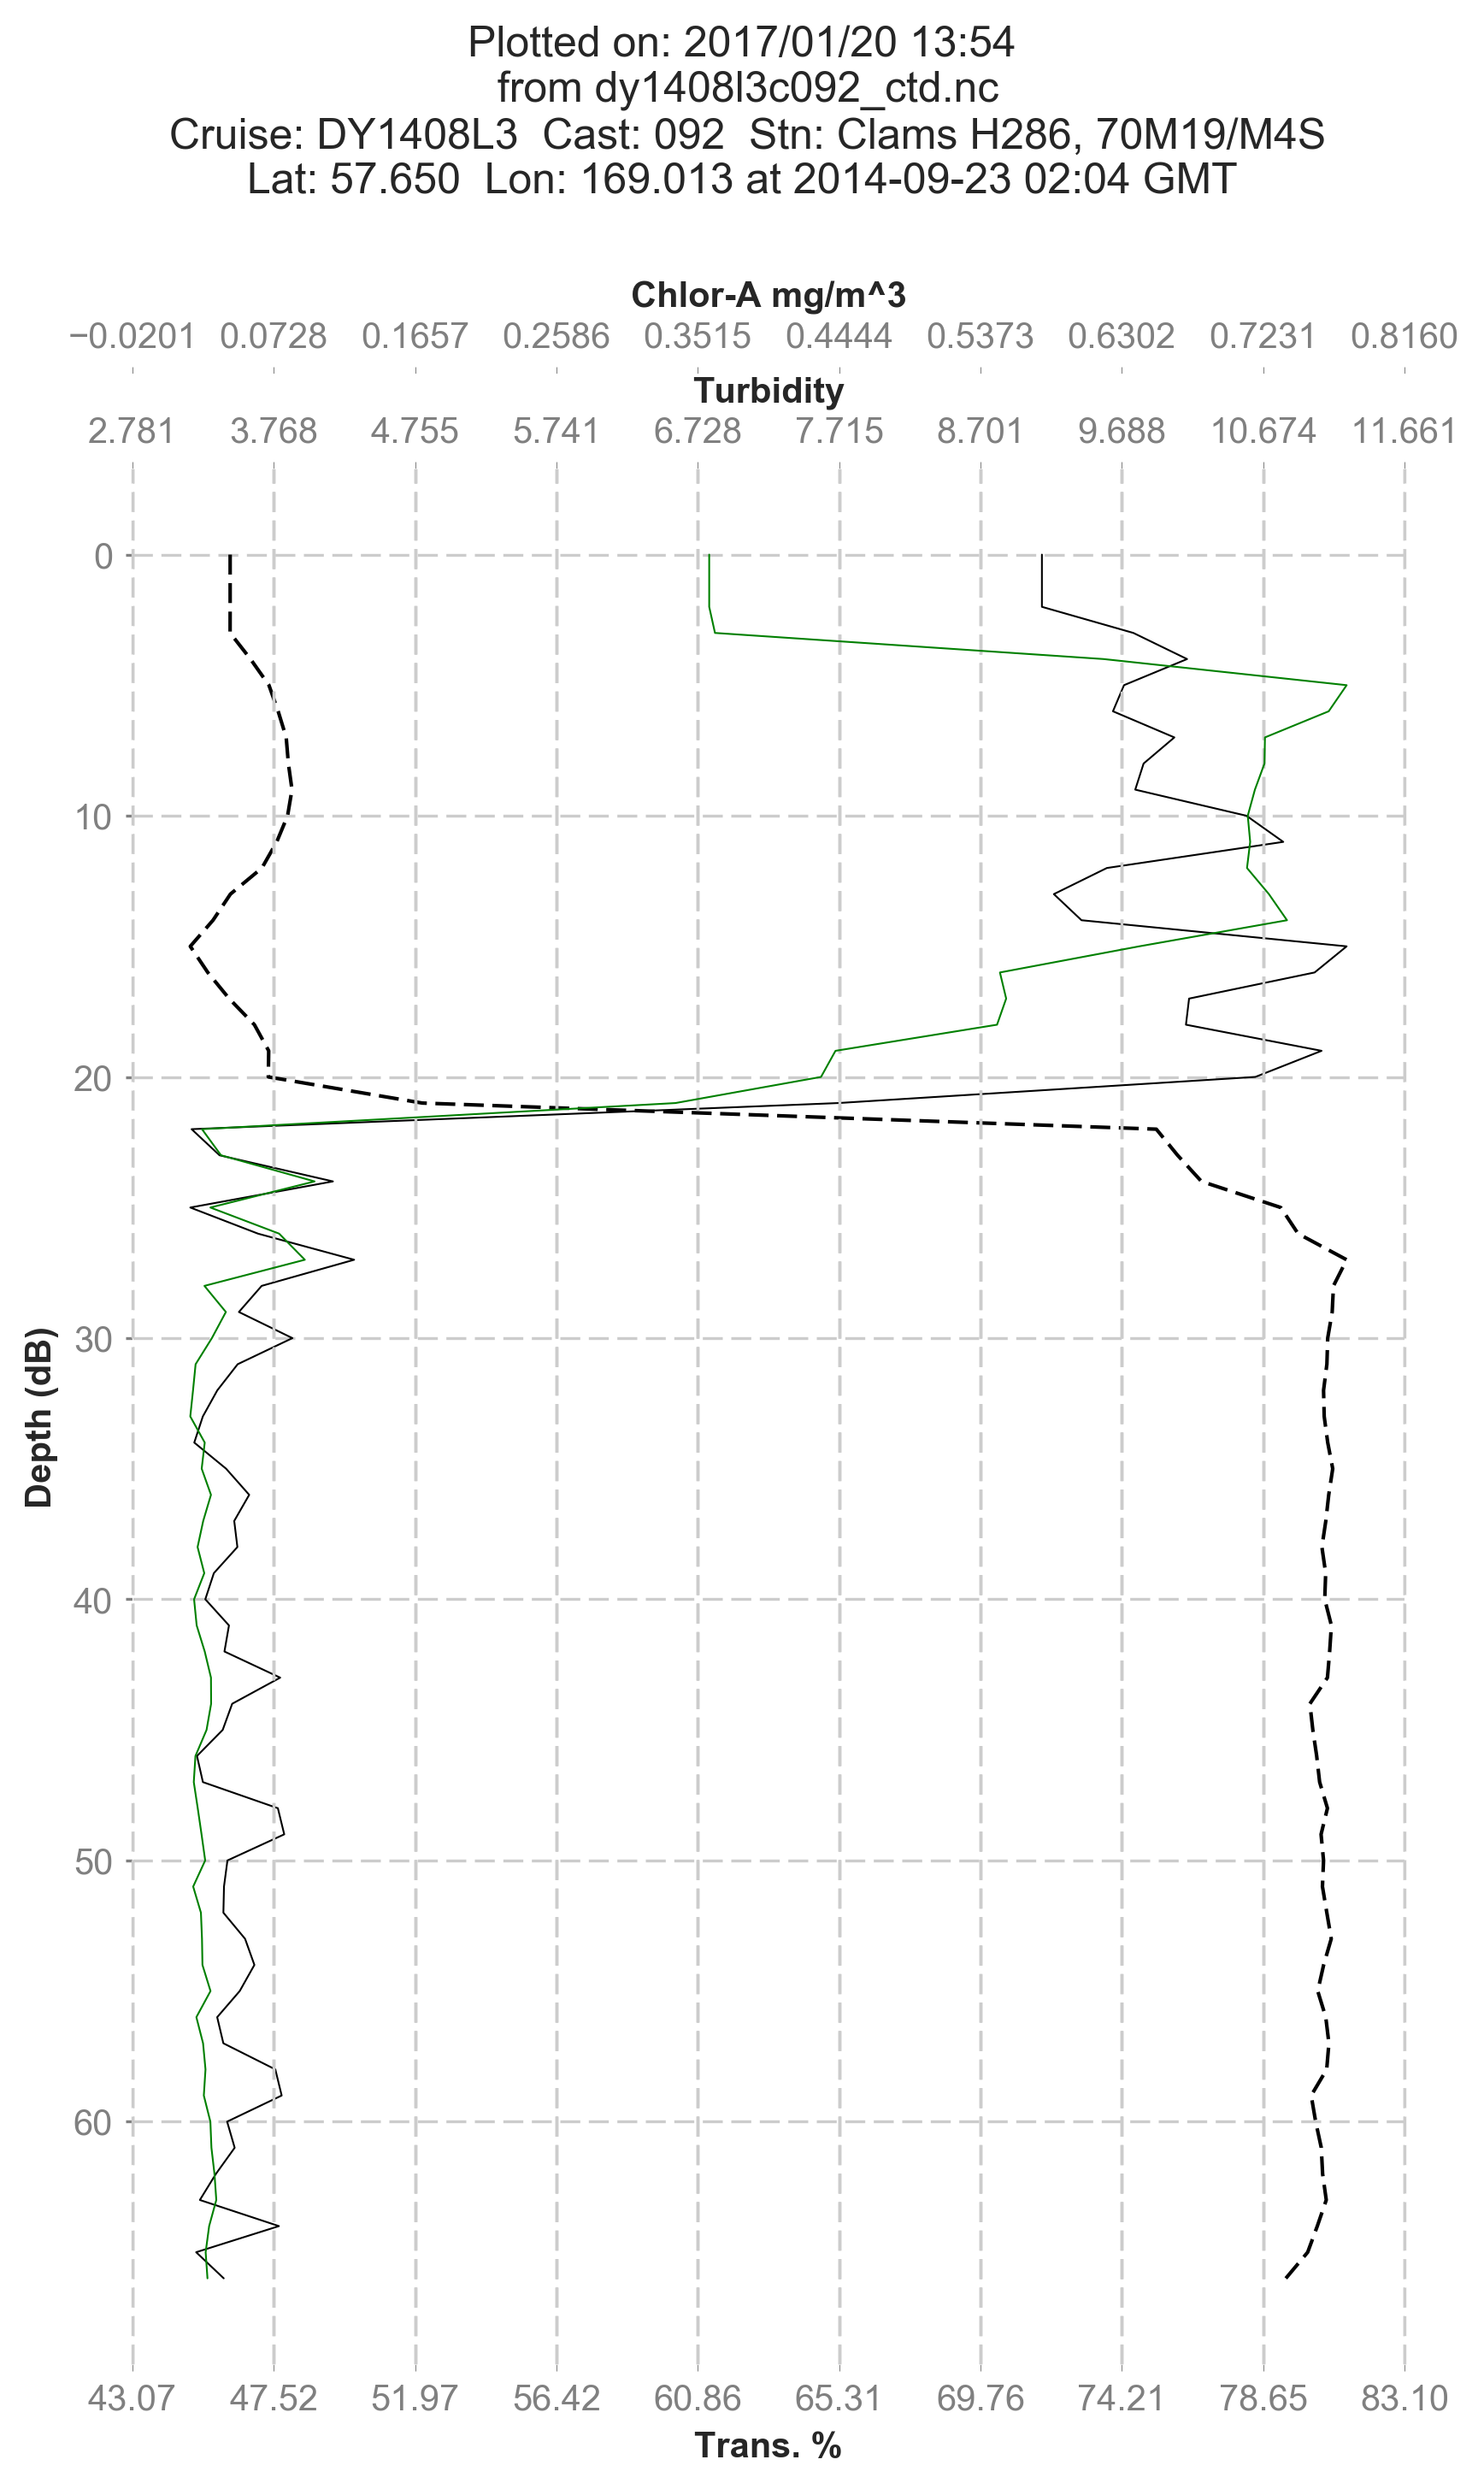 Plotted on: 2017/01/20 13:54
from dy1408l3c092_ctd.nc
Cruise: DY1408L3  Cast: 092  Stn: Clams H286, 70M19/M4S
Lat: 57.650  Lon: 169.013 at 2014-09-23 02:04 GMT
Chlor-A mg/m^3
−0.0201 0.0728 0.1657 0.2586 0.3515 0.4444 0.5373 0.6302 0.7231 0.8160
Turbidity
2.781 3.768 4.755 5.741 6.728 7.715 8.701 9.688 10.674 11.661
0
10
20
30
Depth (dB)
40
50
60
43.07 47.52 51.97 56.42 60.86 65.31 69.76 74.21 78.65 83.10
Trans. %